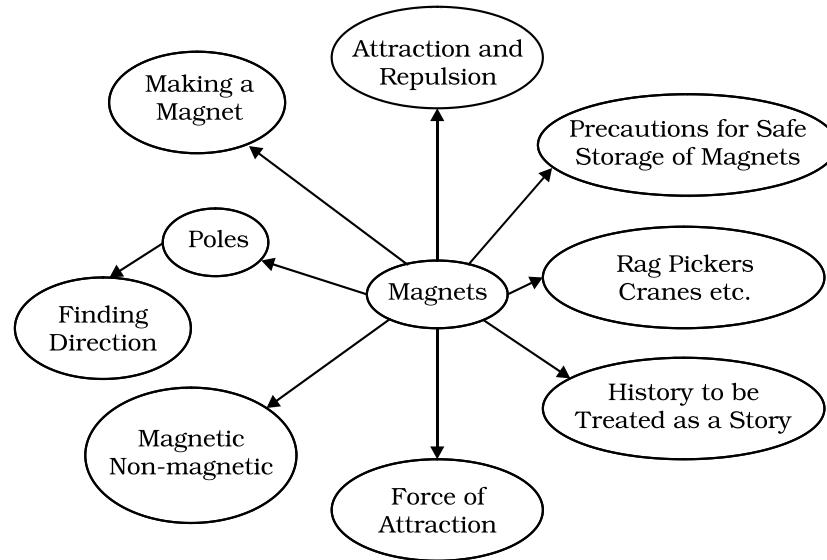 Attraction and
Repulsion
Making a
Magnet
Precautions for Safe
Storage of Magnets
Poles
Rag Pickers
Cranes etc.
Magnets
Finding
Direction
History to be
Treated as a Story
Magnetic
Non-magnetic
Force of
Attraction